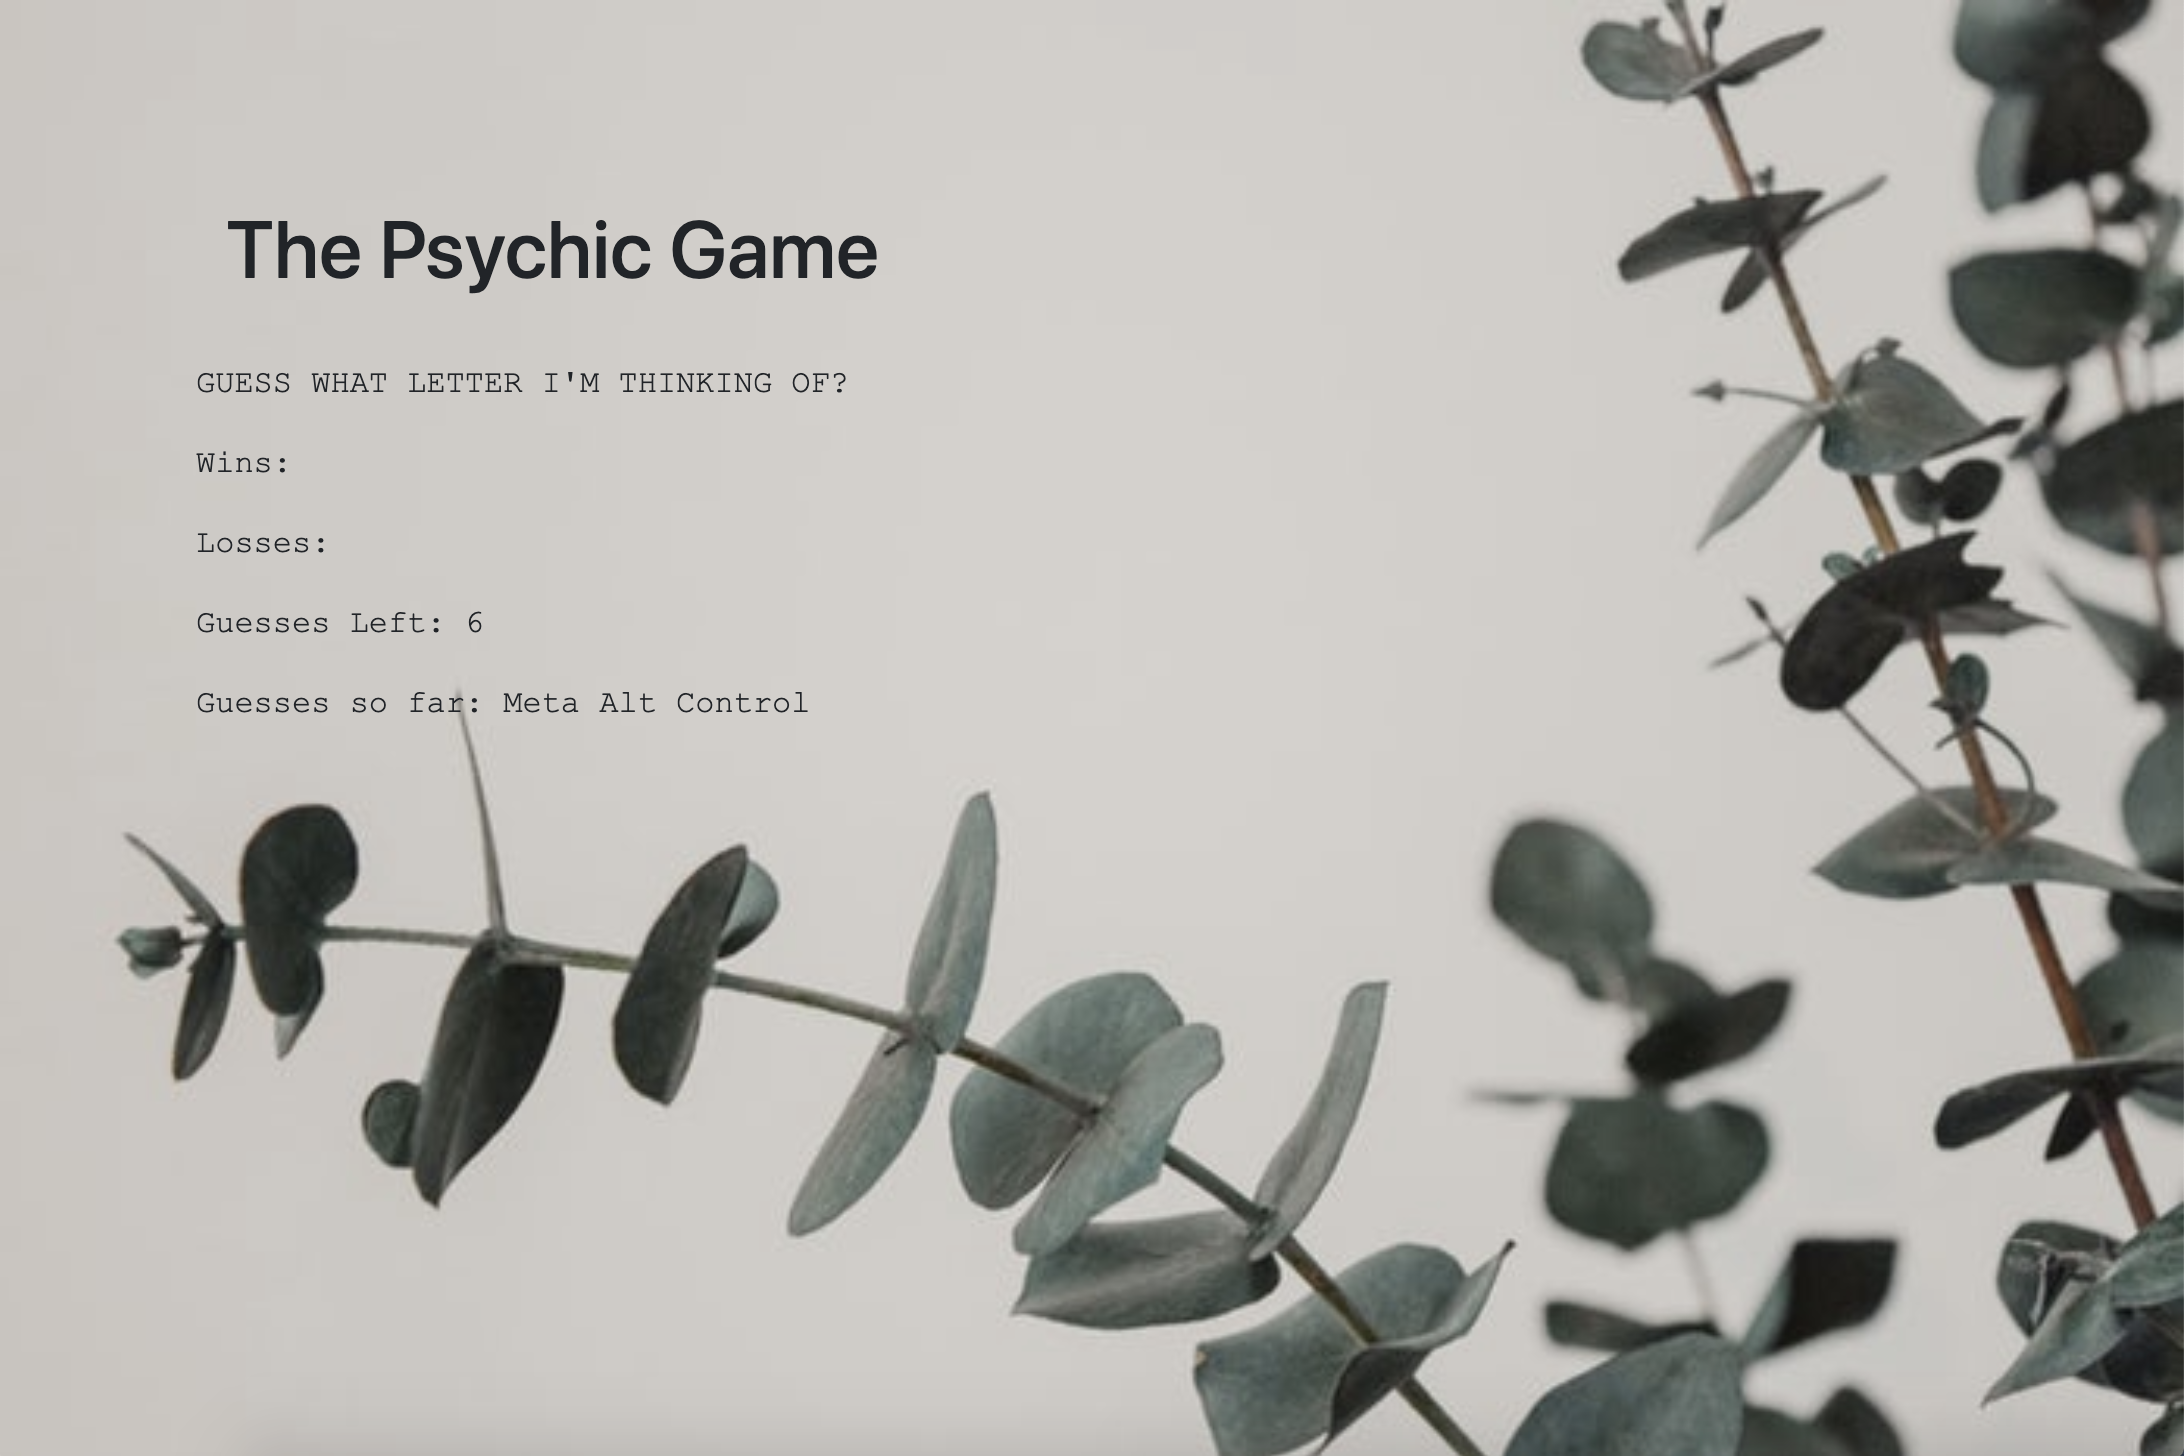 The Psychic Game
GUESS WHAT LETTER I'M THINKING OF?
Wins:
Losses:
Guesses Left: 6
Guesses so far: Meta Alt Control